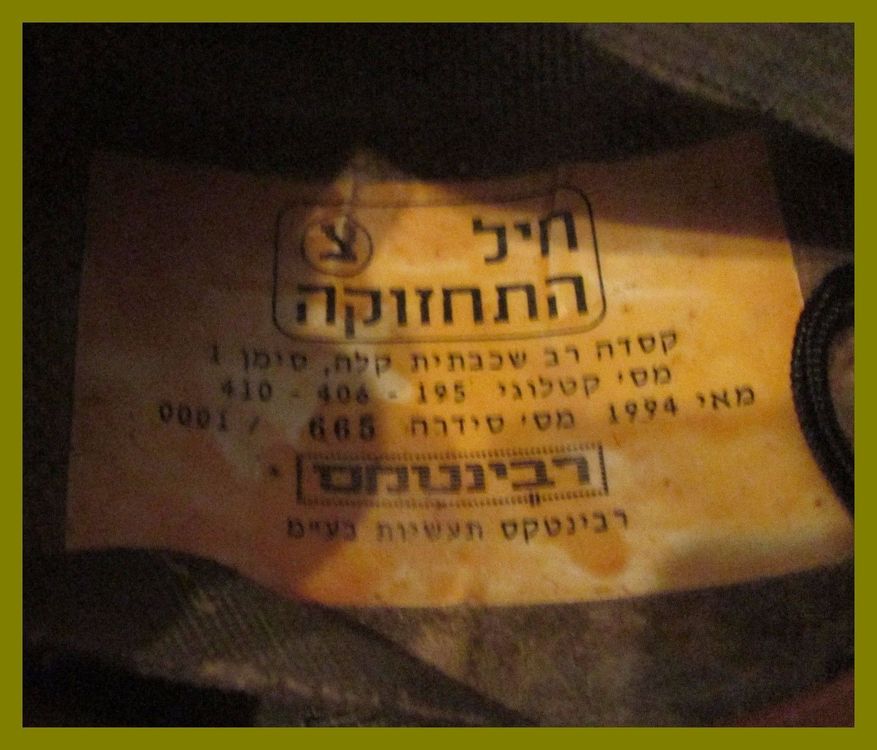 חיל צ
התחזוקה
קסדה רב שכבתית קלה, סימן 1
מס׳ קטלוגי 195 - 406 - 410
מאי 1994 מס׳ סידרה 665 / 0001
רבינטקס
רבינטקס תעשיות בע״מ